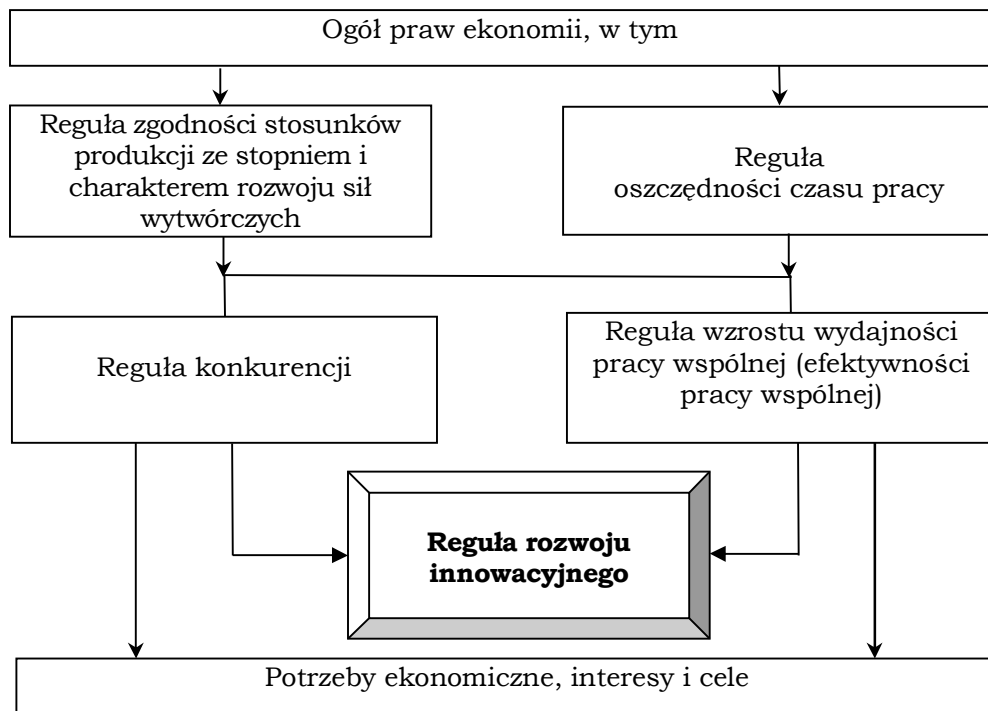 Ogół praw ekonomii, w tym
Reguła zgodności stosunków
produkcji ze stopniem i
charakterem rozwoju sił
wytwórczych
Reguła
oszczędności czasu pracy
Reguła konkurencji
Reguła wzrostu wydajności
pracy wspólnej (efektywności
pracy wspólnej)
Reguła rozwoju
innowacyjnego
Potrzeby ekonomiczne, interesy i cele